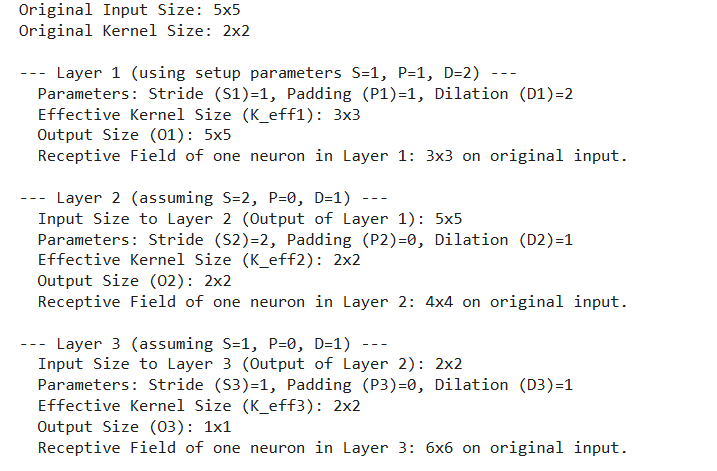 Original Input Size: 5x5
Original Kernel Size: 2x2
--- Layer 1 (using setup parameters S=1, P=1, D=2) ---
Parameters: Stride (S1)=1, Padding (P1)=1, Dilation (D1)=2
Effective Kernel Size (K_eff1): 3x3
Output Size (O1): 5x5
Receptive Field of one neuron in Layer 1: 3x3 on original input.
--- Layer 2 (assuming S=2, P=0, D=1) ---
Input Size to Layer 2 (Output of Layer 1): 5x5
Parameters: Stride (S2)=2, Padding (P2)=0, Dilation (D2)=1
Effective Kernel Size (K_eff2): 2x2
Output Size (O2): 2x2
Receptive Field of one neuron in Layer 2: 4x4 on original input.
--- Layer 3 (assuming S=1, P=0, D=1) ---
Input Size to Layer 3 (Output of Layer 2): 2x2
Parameters: Stride (S3)=1, Padding (P3)=0, Dilation (D3)=1
Effective Kernel Size (K_eff3): 2x2
Output Size (O3): 1x1
Receptive Field of one neuron in Layer 3: 6x6 on original input.